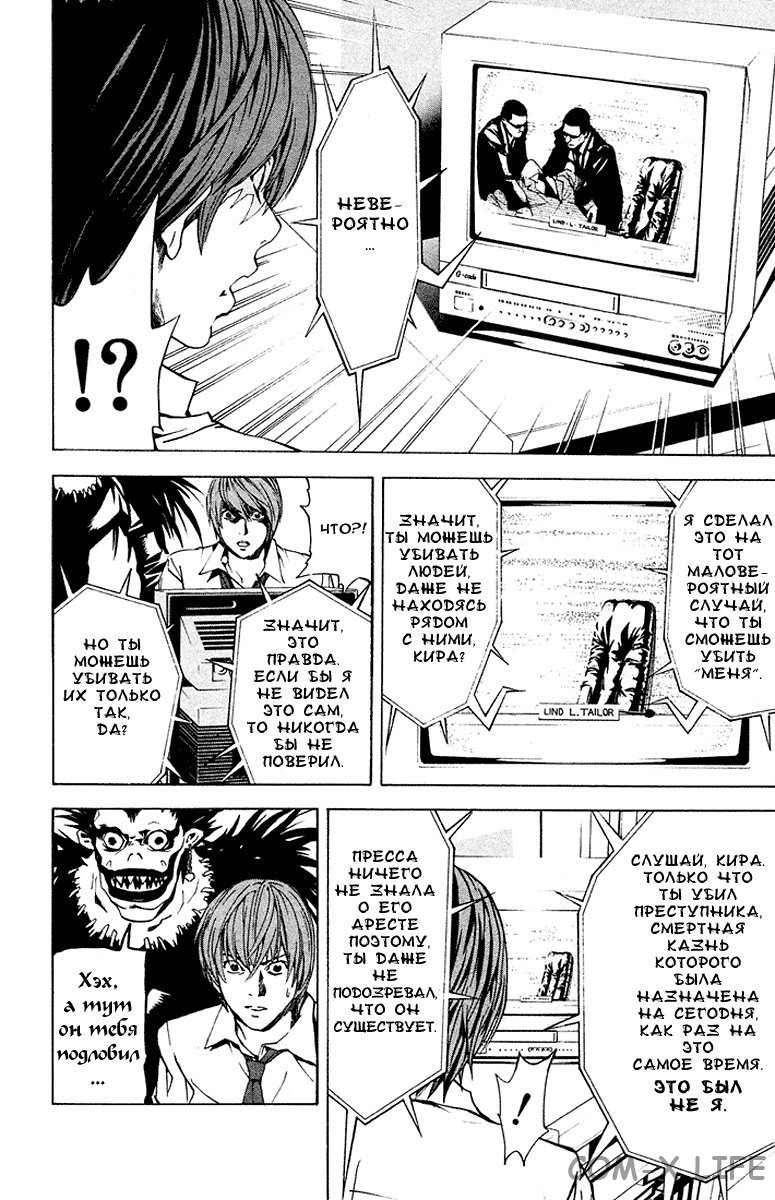 НЕВЕ-
РОЯТНО
...
LIND L. TAILOR
G-code
!?
Я СДЕЛАЛ
ЭТО НА
ТОТ
МАЛОВЕ-
РОЯТНЫЙ
СЛУЧАЙ,
ЧТО ТЫ
СМОЖЕШЬ
УБИТЬ
"МЕНЯ".
ЗНАЧИТ,
ТЫ МОЖЕШЬ
УБИВАТЬ
ЛЮДЕЙ,
ДАЖЕ НЕ
НАХОДЯСЬ
РЯДОМ
С НИМИ,
КИРА?
LIND L. TAILOR
ЧТО?!
ЗНАЧИТ,
ЭТО
ПРАВДА.
ЕСЛИ БЫ Я
НЕ ВИДЕЛ
ЭТО САМ,
ТО НИКОГДА
БЫ НЕ
ПОВЕРИЛ.
НО ТЫ
МОЖЕШЬ
УБИВАТЬ
ИХ ТОЛЬКО
ТАК,
ДА?
СЛУШАЙ, КИРА.
ТОЛЬКО ЧТО
ТЫ УБИЛ
ПРЕСТУПНИКА,
СМЕРТНАЯ
КАЗНЬ
КОТОРОГО
БЫЛА
НАЗНАЧЕНА
НА СЕГОДНЯ,
КАК РАЗ НА
ЭТО
САМОЕ ВРЕМЯ.
ЭТО БЫЛ
НЕ Я.
ПРЕССА
НИЧЕГО
НЕ ЗНАЛА
О ЕГО
АРЕСТЕ
ПОЭТОМУ,
ТЫ ДАЖЕ
НЕ
ПОДОЗРЕВАЛ,
ЧТО ОН
СУЩЕСТВУЕТ.
!
Хэх,
а тут
он тебя
подловил
...
COM-X LIFE